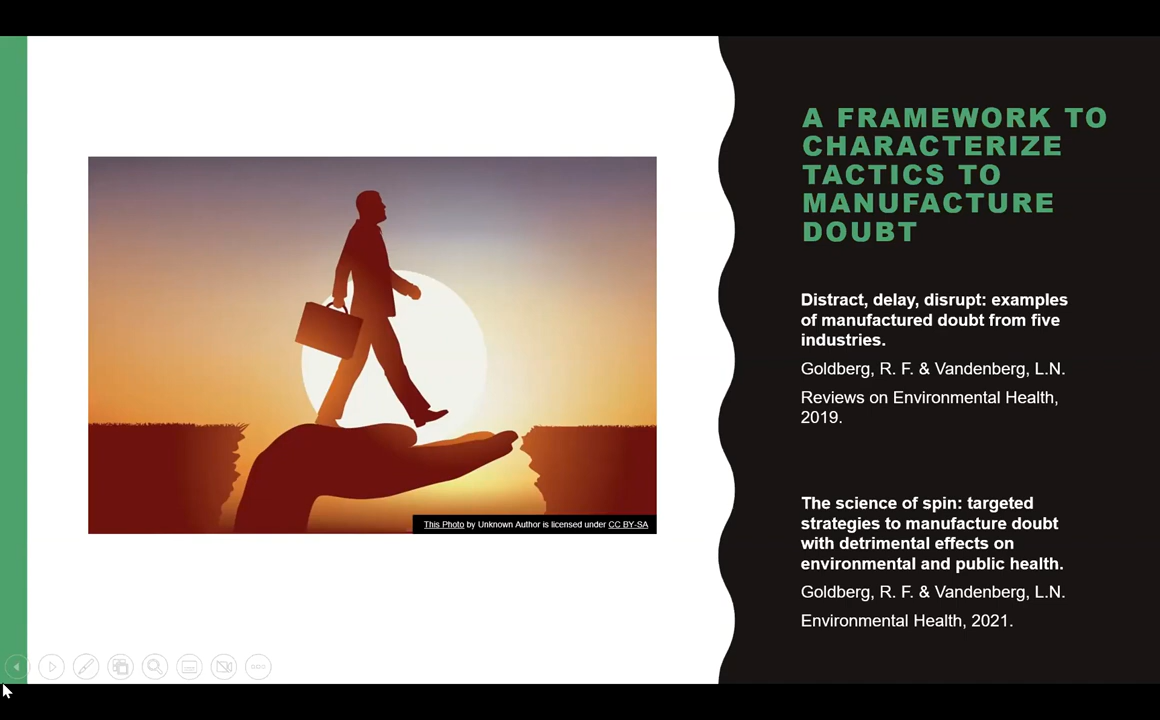 A FRAMEWORK TO
CHARACTERIZE
TACTICS TO
MANUFACTURE
DOUBT
Distract, delay, disrupt: examples
of manufactured doubt from five
industries.
Goldberg, R. F. & Vandenberg, L.N.
Reviews on Environmental Health,
2019.
The science of spin: targeted
strategies to manufacture doubt
with detrimental effects on
environmental and public health.
Goldberg, R. F. & Vandenberg, L.N.
Environmental Health, 2021.
This Photo by Unknown Author is licensed under CC BY-SA